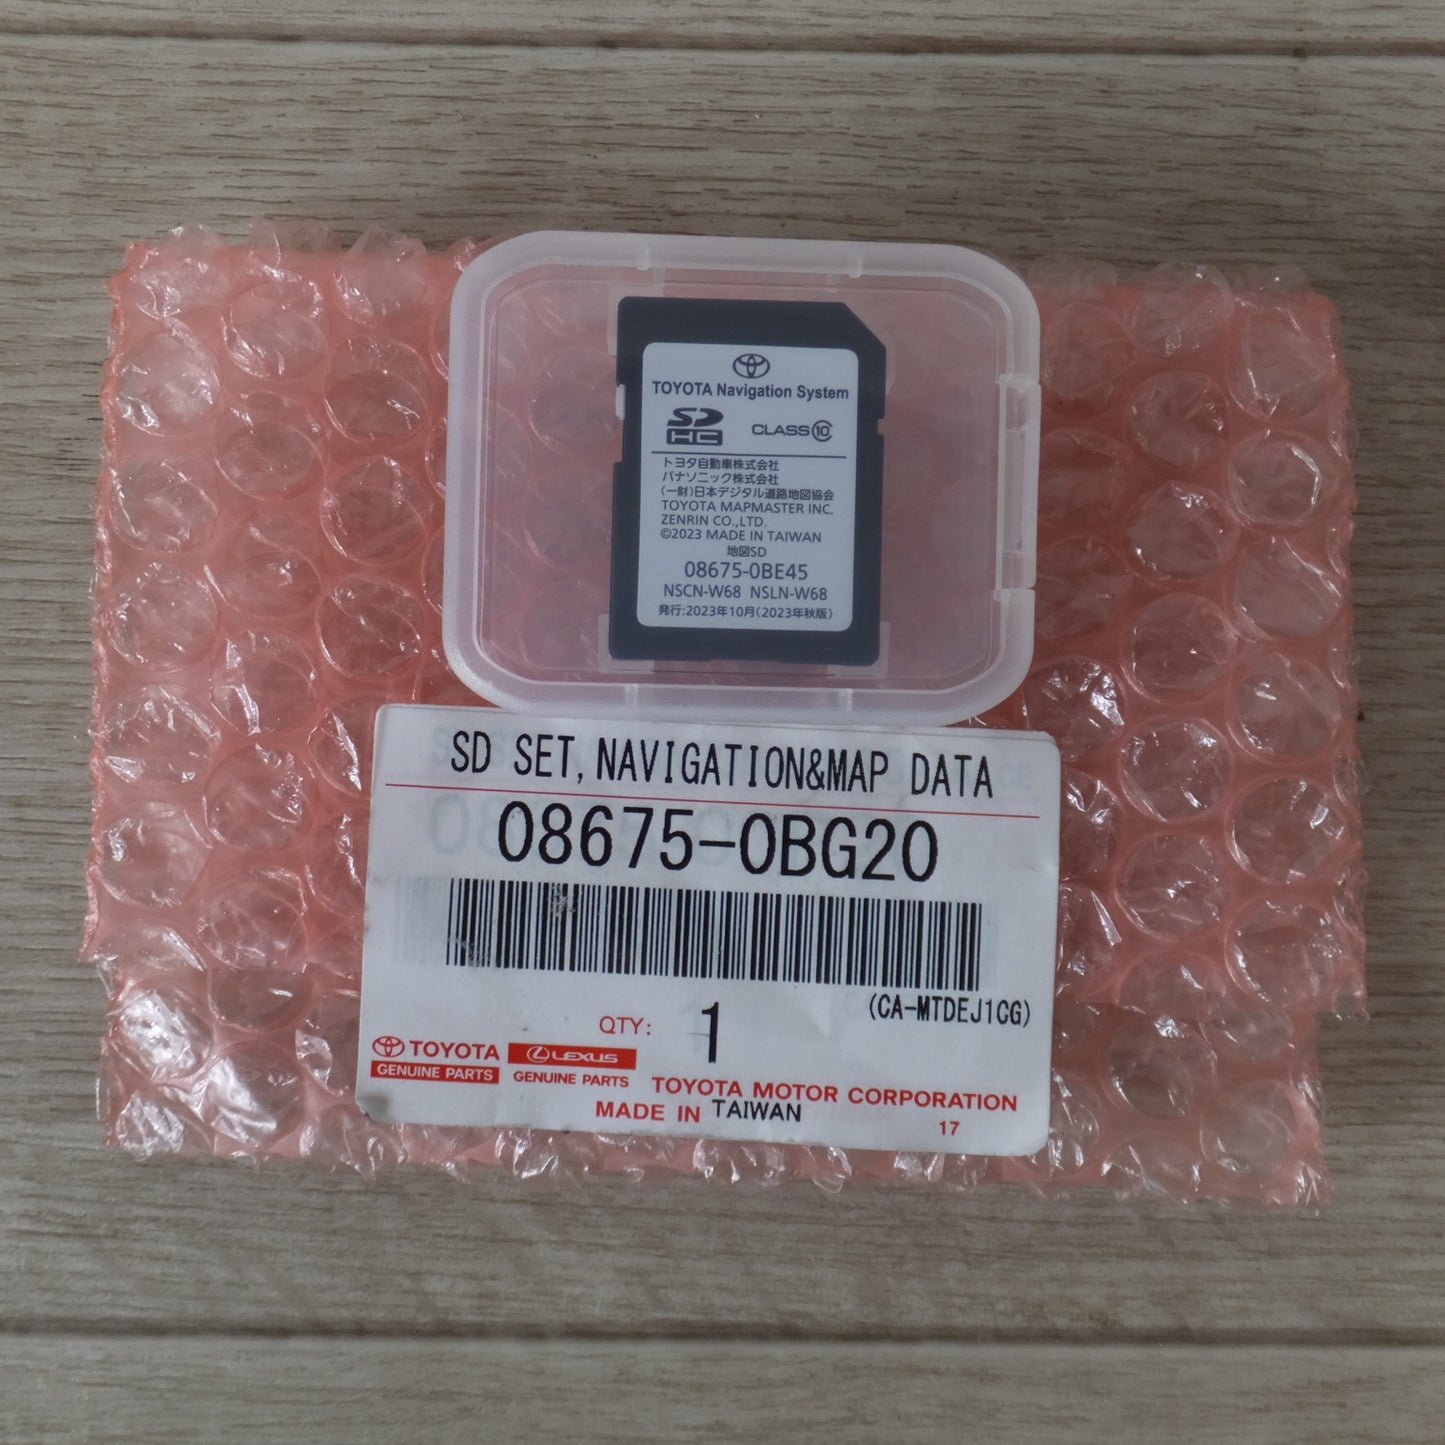 TOYOTA Navigation System
SD HC CLASS 10
トヨタ自動車株式会社
パナソニック株式会社
(一財)日本デジタル道路地図協会
TOYOTA MAPMASTER INC.
ZENRIN CO.,LTD.
©2023 MADE IN TAIWAN
地図SD
08675-0BE45
NSCN-W68 NSLN-W68
発行:2023年10月(2023年秋版)
SD SET,NAVIGATION&MAP DATA
08675-0BG20
(CA-MTDEJ1CG)
QTY: 1
TOYOTA LEXUS
GENUINE PARTS GENUINE PARTS TOYOTA MOTOR CORPORATION
MADE IN TAIWAN 17